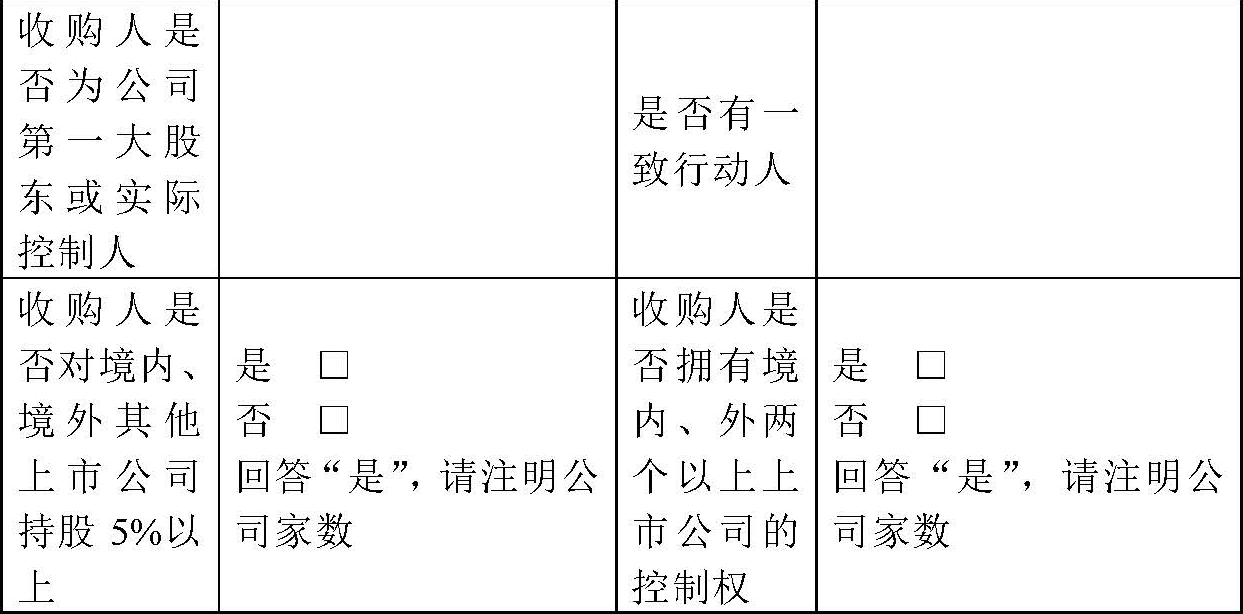 收购人是
否为公司
第一大股
东或实际
控制人
是否有一
致行动人
收购人是
否对境内、
境外其他
上市公司
持股 5%以
上
是 □
否 □
回答“是”，请注明公
司家数
收购人是
否拥有境
内、外两
个以上上
市公司的
控制权
是 □
否 □
回答“是”，请注明公
司家数